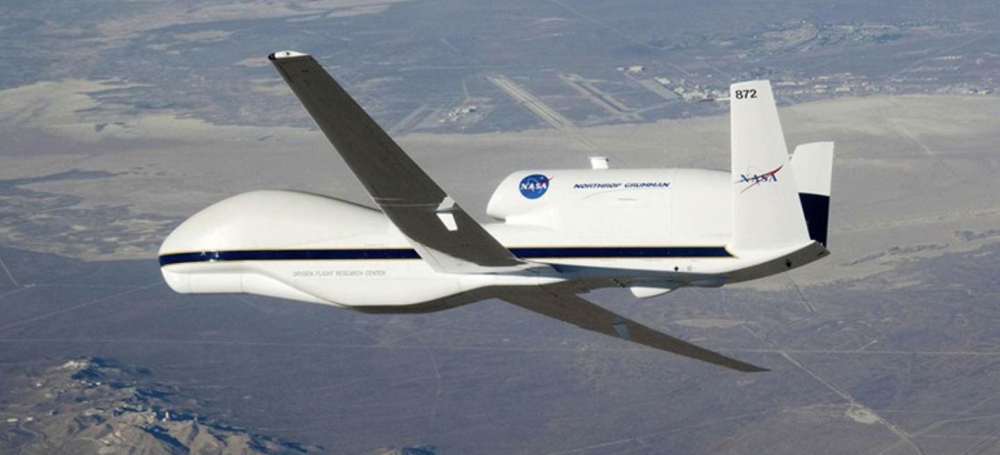 872
NASA
NASA
NORTHROP GRUMMAN
DRYDEN FLIGHT RESEARCH CENTER